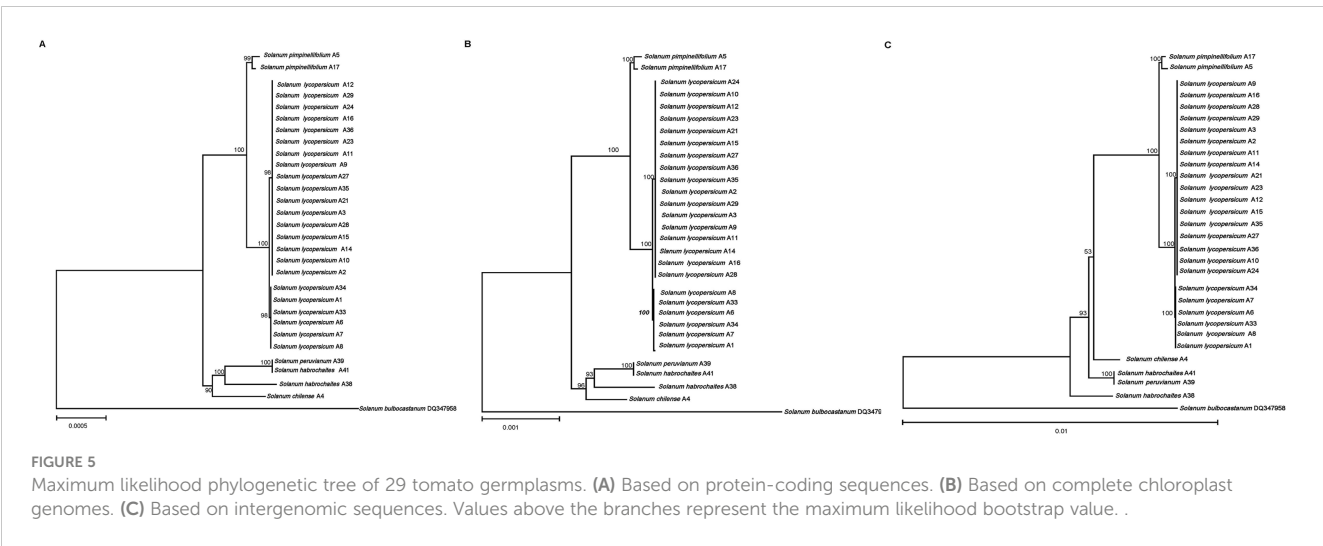 A
99
Solanum pimpinellifolium A5
Solanum pimpinellifolium A17
Solanum lycopersicum A12
Solanum lycopersicum A29
Solanum lycopersicum A24
Solanum lycopersicum A16
Solanum lycopersicum A36
Solanum lycopersicum A23
Solanum lycopersicum A11
100
Solanum lycopersicum A9
98
Solanum lycopersicum A27
Solanum lycopersicum A35
Solanum lycopersicum A21
Solanum lycopersicum A3
Solanum lycopersicum A28
Solanum lycopersicum A15
100
Solanum lycopersicum A14
Solanum lycopersicum A10
Solanum lycopersicum A2
Solanum lycopersicum A34
Solanum lycopersicum A1
Solanum lycopersicum A33
98
Solanum lycopersicum A6
Solanum lycopersicum A7
Solanum lycopersicum A8
100
Solanum peruvianum A39
Solanum habrochaites A41
100
Solanum habrochaites A38
90
Solanum chilense A4
Solanum bulbocastanum DQ347958
0.0005
B
100
Solanum pimpinellifolium A5
Solanum pimpinellifolium A17
Solanum lycopersicum A24
Solanum lycopersicum A10
Solanum lycopersicum A12
Solanum lycopersicum A23
Solanum lycopersicum A21
Solanum lycopersicum A15
100
Solanum lycopersicum A27
Solanum lycopersicum A36
100
Solanum lycopersicum A35
Solanum lycopersicum A2
Solanum lycopersicum A29
Solanum lycopersicum A3
Solanum lycopersicum A9
Solanum lycopersicum A11
100
Slanum lycopersicum A14
Solanum lycopersicum A16
Solanum lycopersicum A28
Solanum lycopersicum A8
Solanum lycopersicum A33
100
Solanum lycopersicum A6
Solanum lycopersicum A34
Solanum lycopersicum A7
Solanum lycopersicum A1
100
Solanum peruvianum A39
Solanum habrochaites A41
93
Solanum habrochaites A38
96
Solanum chilense A4
Solanum bulbocastanum DQ3479
0.001
C
100
Solanum pimpinellifolium A17
Solanum pimpinellifolium A5
Solanum lycopersicum A9
Solanum lycopersicum A16
Solanum lycopersicum A28
Solanum lycopersicum A29
Solanum lycopersicum A3
Solanum lycopersicum A2
Solanum lycopersicum A11
Solanum lycopersicum A14
100
Solanum lycopersicum A21
Solanum lycopersicum A23
Solanum lycopersicum A12
Solanum lycopersicum A15
Solanum lycopersicum A35
Solanum lycopersicum A27
100
Solanum lycopersicum A36
53
Solanum lycopersicum A10
Solanum lycopersicum A24
Solanum lycopersicum A34
Solanum lycopersicum A7
100
Solanum lycopersicum A6
93
Solanum lycopersicum A33
Solanum lycopersicum A8
Solanum lycopersicum A1
Solanum chilense A4
100
Solanum habrochaites A41
Solanum peruvianum A39
Solanum habrochaites A38
Solanum bulbocastanum DQ347958
0.01
FIGURE 5
Maximum likelihood phylogenetic tree of 29 tomato germplasms. (A) Based on protein-coding sequences. (B) Based on complete chloroplast
genomes. (C) Based on intergenomic sequences. Values above the branches represent the maximum likelihood bootstrap value. .